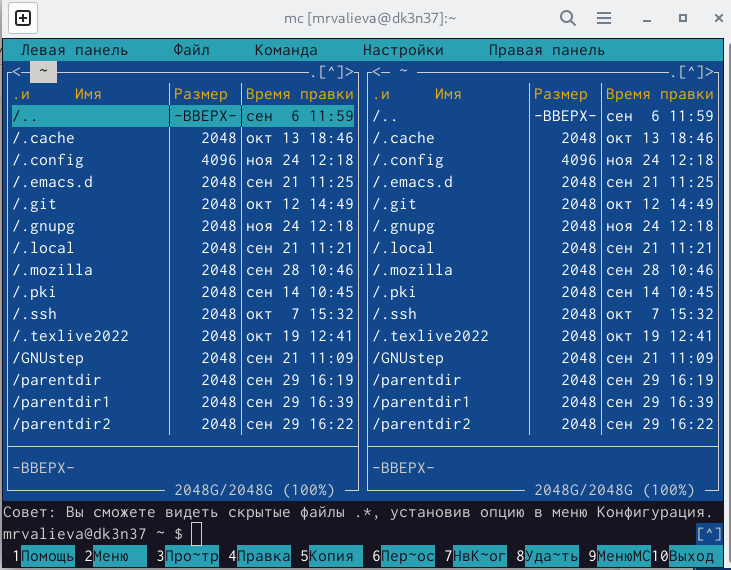 mc [mrvalieva@dk3n37]:~
Левая панель Файл Команда Настройки Правая панель
<— ~ .[^]> <— ~ .[^]>
.и Имя Размер Время правки .и Имя Размер Время правки
/.. -ВВЕРХ- сен 6 11:59 /.. -ВВЕРХ- сен 6 11:59
/.cache 2048 окт 13 18:46 /.cache 2048 окт 13 18:46
/.config 4096 ноя 24 12:18 /.config 4096 ноя 24 12:18
/.emacs.d 2048 сен 21 11:25 /.emacs.d 2048 сен 21 11:25
/.git 2048 окт 12 14:49 /.git 2048 окт 12 14:49
/.gnupg 2048 ноя 24 12:18 /.gnupg 2048 ноя 24 12:18
/.local 2048 сен 21 11:21 /.local 2048 сен 21 11:21
/.mozilla 2048 сен 28 10:46 /.mozilla 2048 сен 28 10:46
/.pki 2048 сен 14 10:45 /.pki 2048 сен 14 10:45
/.ssh 2048 окт 7 15:32 /.ssh 2048 окт 7 15:32
/.texlive2022 2048 окт 19 12:41 /.texlive2022 2048 окт 19 12:41
/GNUstep 2048 сен 21 11:09 /GNUstep 2048 сен 21 11:09
/parentdir 2048 сен 29 16:19 /parentdir 2048 сен 29 16:19
/parentdir1 2048 сен 29 16:39 /parentdir1 2048 сен 29 16:39
/parentdir2 2048 сен 29 16:22 /parentdir2 2048 сен 29 16:22
-ВВЕРХ- -ВВЕРХ-
2048G/2048G (100%) 2048G/2048G (100%)
Совет: Вы сможете видеть скрытые файлы .*, установив опцию в меню Конфигурация.
mrvalieva@dk3n37 ~ $ [^]
1Помощь 2Меню 3Про~тр 4Правка 5Копия 6Пер~ос 7НвК~ог 8Уда~ть 9МенюMC 10Выход